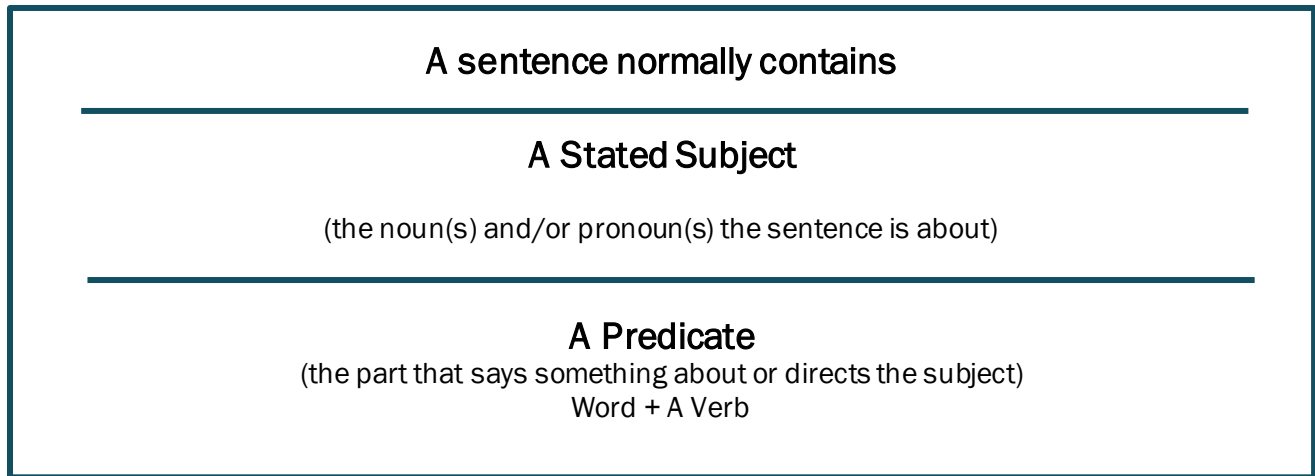 A sentence normally contains
A Stated Subject
(the noun(s) and/or pronoun(s) the sentence is about)
A Predicate
(the part that says something about or directs the subject)
Word + A Verb